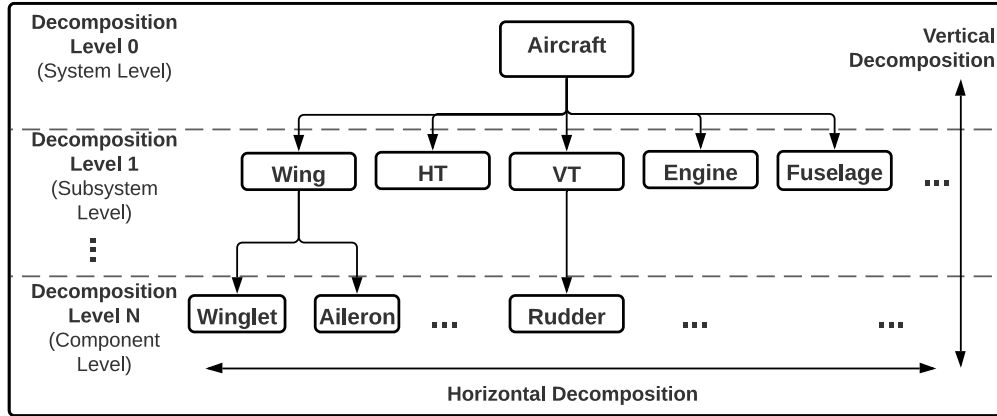 Decomposition
Level 0
(System Level)
Aircraft
Vertical
Decomposition
Decomposition
Level 1
(Subsystem
Level)
Wing
HT
VT
Engine
Fuselage
...
Decomposition
Level N
(Component
Level)
Winglet
Aileron
...
Rudder
...
...
Horizontal Decomposition